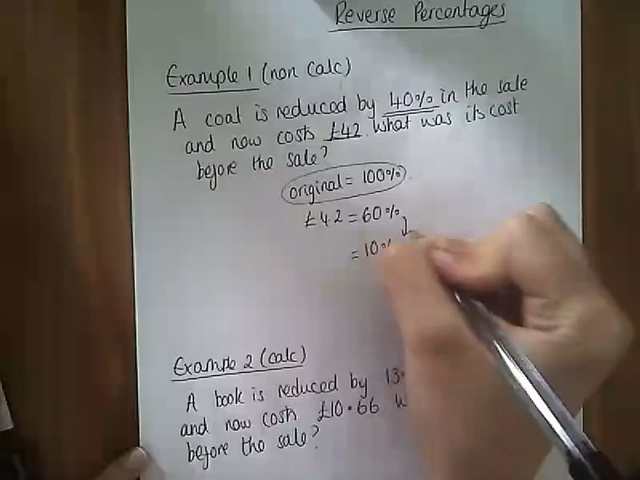 Reverse Percentages
Example 1 (non calc)
A coat is reduced by 40% in the sale
and now costs £42. What was its cost
before the sale?
original = 100%
£42 = 60%
= 10%
Example 2 (calc)
A book is reduced by 13
and now costs £10.66 w
before the sale?